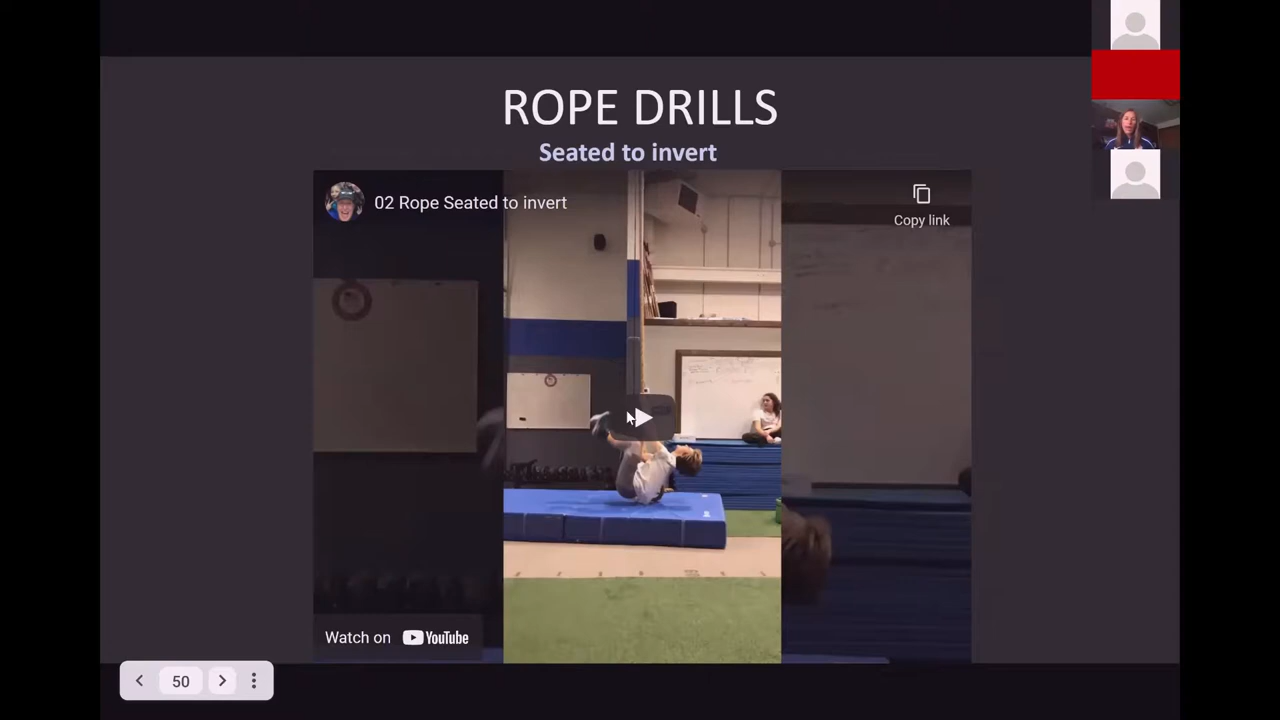 ROPE DRILLS
Seated to invert
02 Rope Seated to invert
Copy link
Watch on YouTube
50